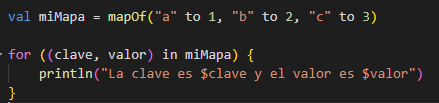 val miMapa = mapOf("a" to 1, "b" to 2, "c" to 3)
for ((clave, valor) in miMapa) {
println("La clave es $clave y el valor es $valor")
}